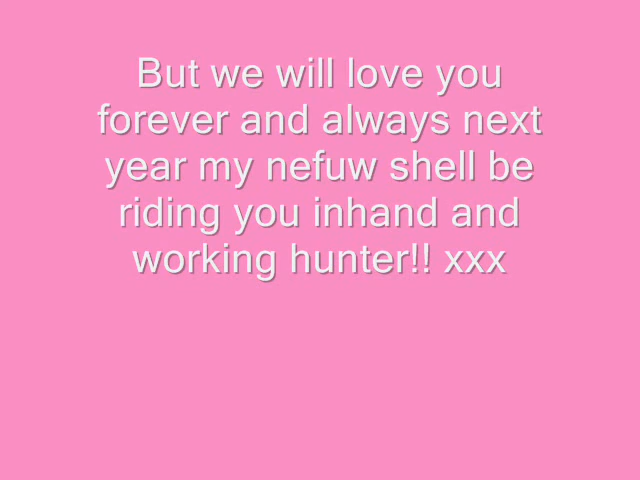 But we will love you
forever and always next
year my nefuw shell be
riding you inhand and
working hunter!! xxx